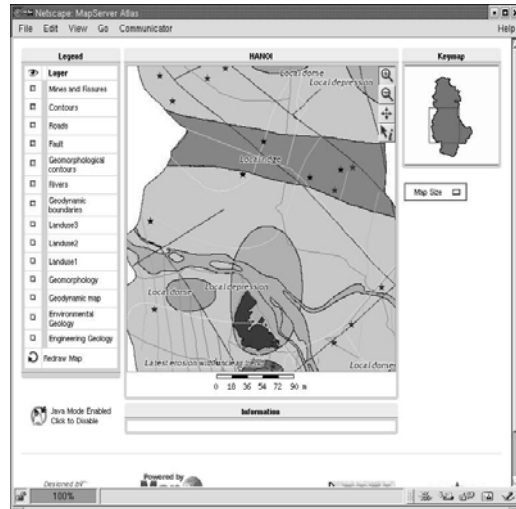 Netscape: MapServer Atlas
File Edit View Go Communicator Help
Legend
Layer
Mines and Fissures
Contours
Roads
Fault
Geomorphological
contours
Rivers
Geodynamic
boundaries
Landuse3
Landuse2
Landuse1
Geomorphology
Geodynamic map
Environmental
Geology
Engineering Geology
Redraw Map
Java Mode Enabled
Click to Disable
HANOI
Local dome
Local depression
Local ridge
Local dome
Local depression
Latest erosion
Local dome
0 18 36 54 72 90 m
Information
Keymap
Map Size
Designed by
Powered by
100%